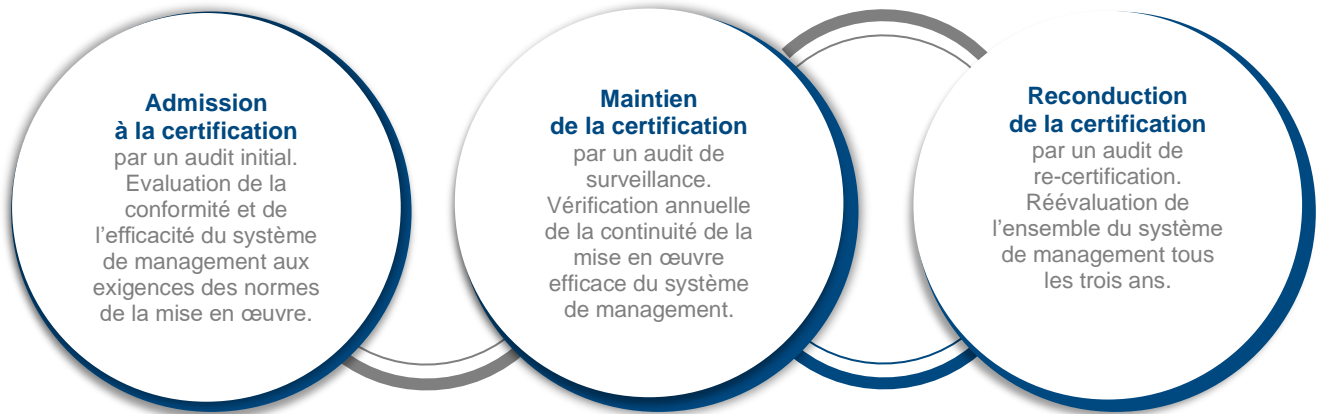 Admission
à la certification
par un audit initial.
Evaluation de la
conformité et de
l’efficacité du système
de management aux
exigences des normes
de la mise en œuvre.
Maintien
de la certification
par un audit de
surveillance.
Vérification annuelle
de la continuité de la
mise en œuvre
efficace du système
de management.
Reconduction
de la certification
par un audit de
re-certification.
Réévaluation de
l’ensemble du système
de management tous
les trois ans.